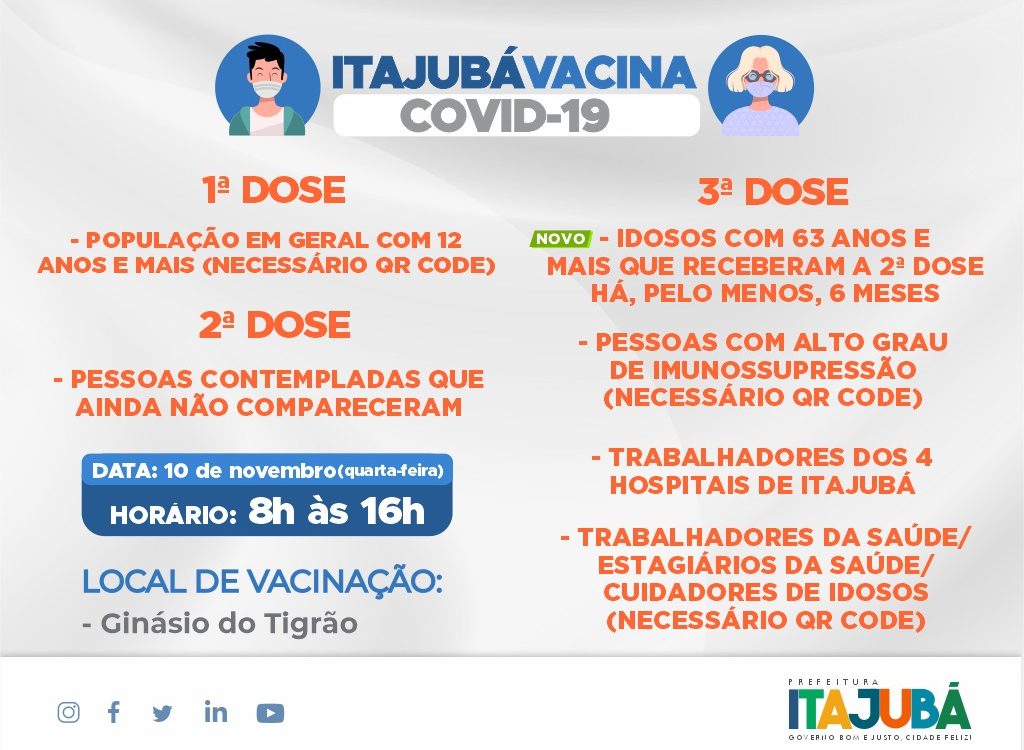 ITAJUBÁVACINA
COVID-19
1ª DOSE
- POPULAÇÃO EM GERAL COM 12
ANOS E MAIS (NECESSÁRIO QR CODE)
2ª DOSE
- PESSOAS CONTEMPLADAS QUE
AINDA NÃO COMPARECERAM
DATA: 10 de novembro(quarta-feira)
HORÁRIO: 8h às 16h
LOCAL DE VACINAÇÃO:
- Ginásio do Tigrão
3ª DOSE
NOVO - IDOSOS COM 63 ANOS E
MAIS QUE RECEBERAM A 2ª DOSE
HÁ, PELO MENOS, 6 MESES
- PESSOAS COM ALTO GRAU
DE IMUNOSSUPRESSÃO
(NECESSÁRIO QR CODE)
- TRABALHADORES DOS 4
HOSPITAIS DE ITAJUBÁ
- TRABALHADORES DA SAÚDE/
ESTAGIÁRIOS DA SAÚDE/
CUIDADORES DE IDOSOS
(NECESSÁRIO QR CODE)
PREFEITURA
ITAJUBÁ
GOVERNO BOM E JUSTO, CIDADE FELIZ!